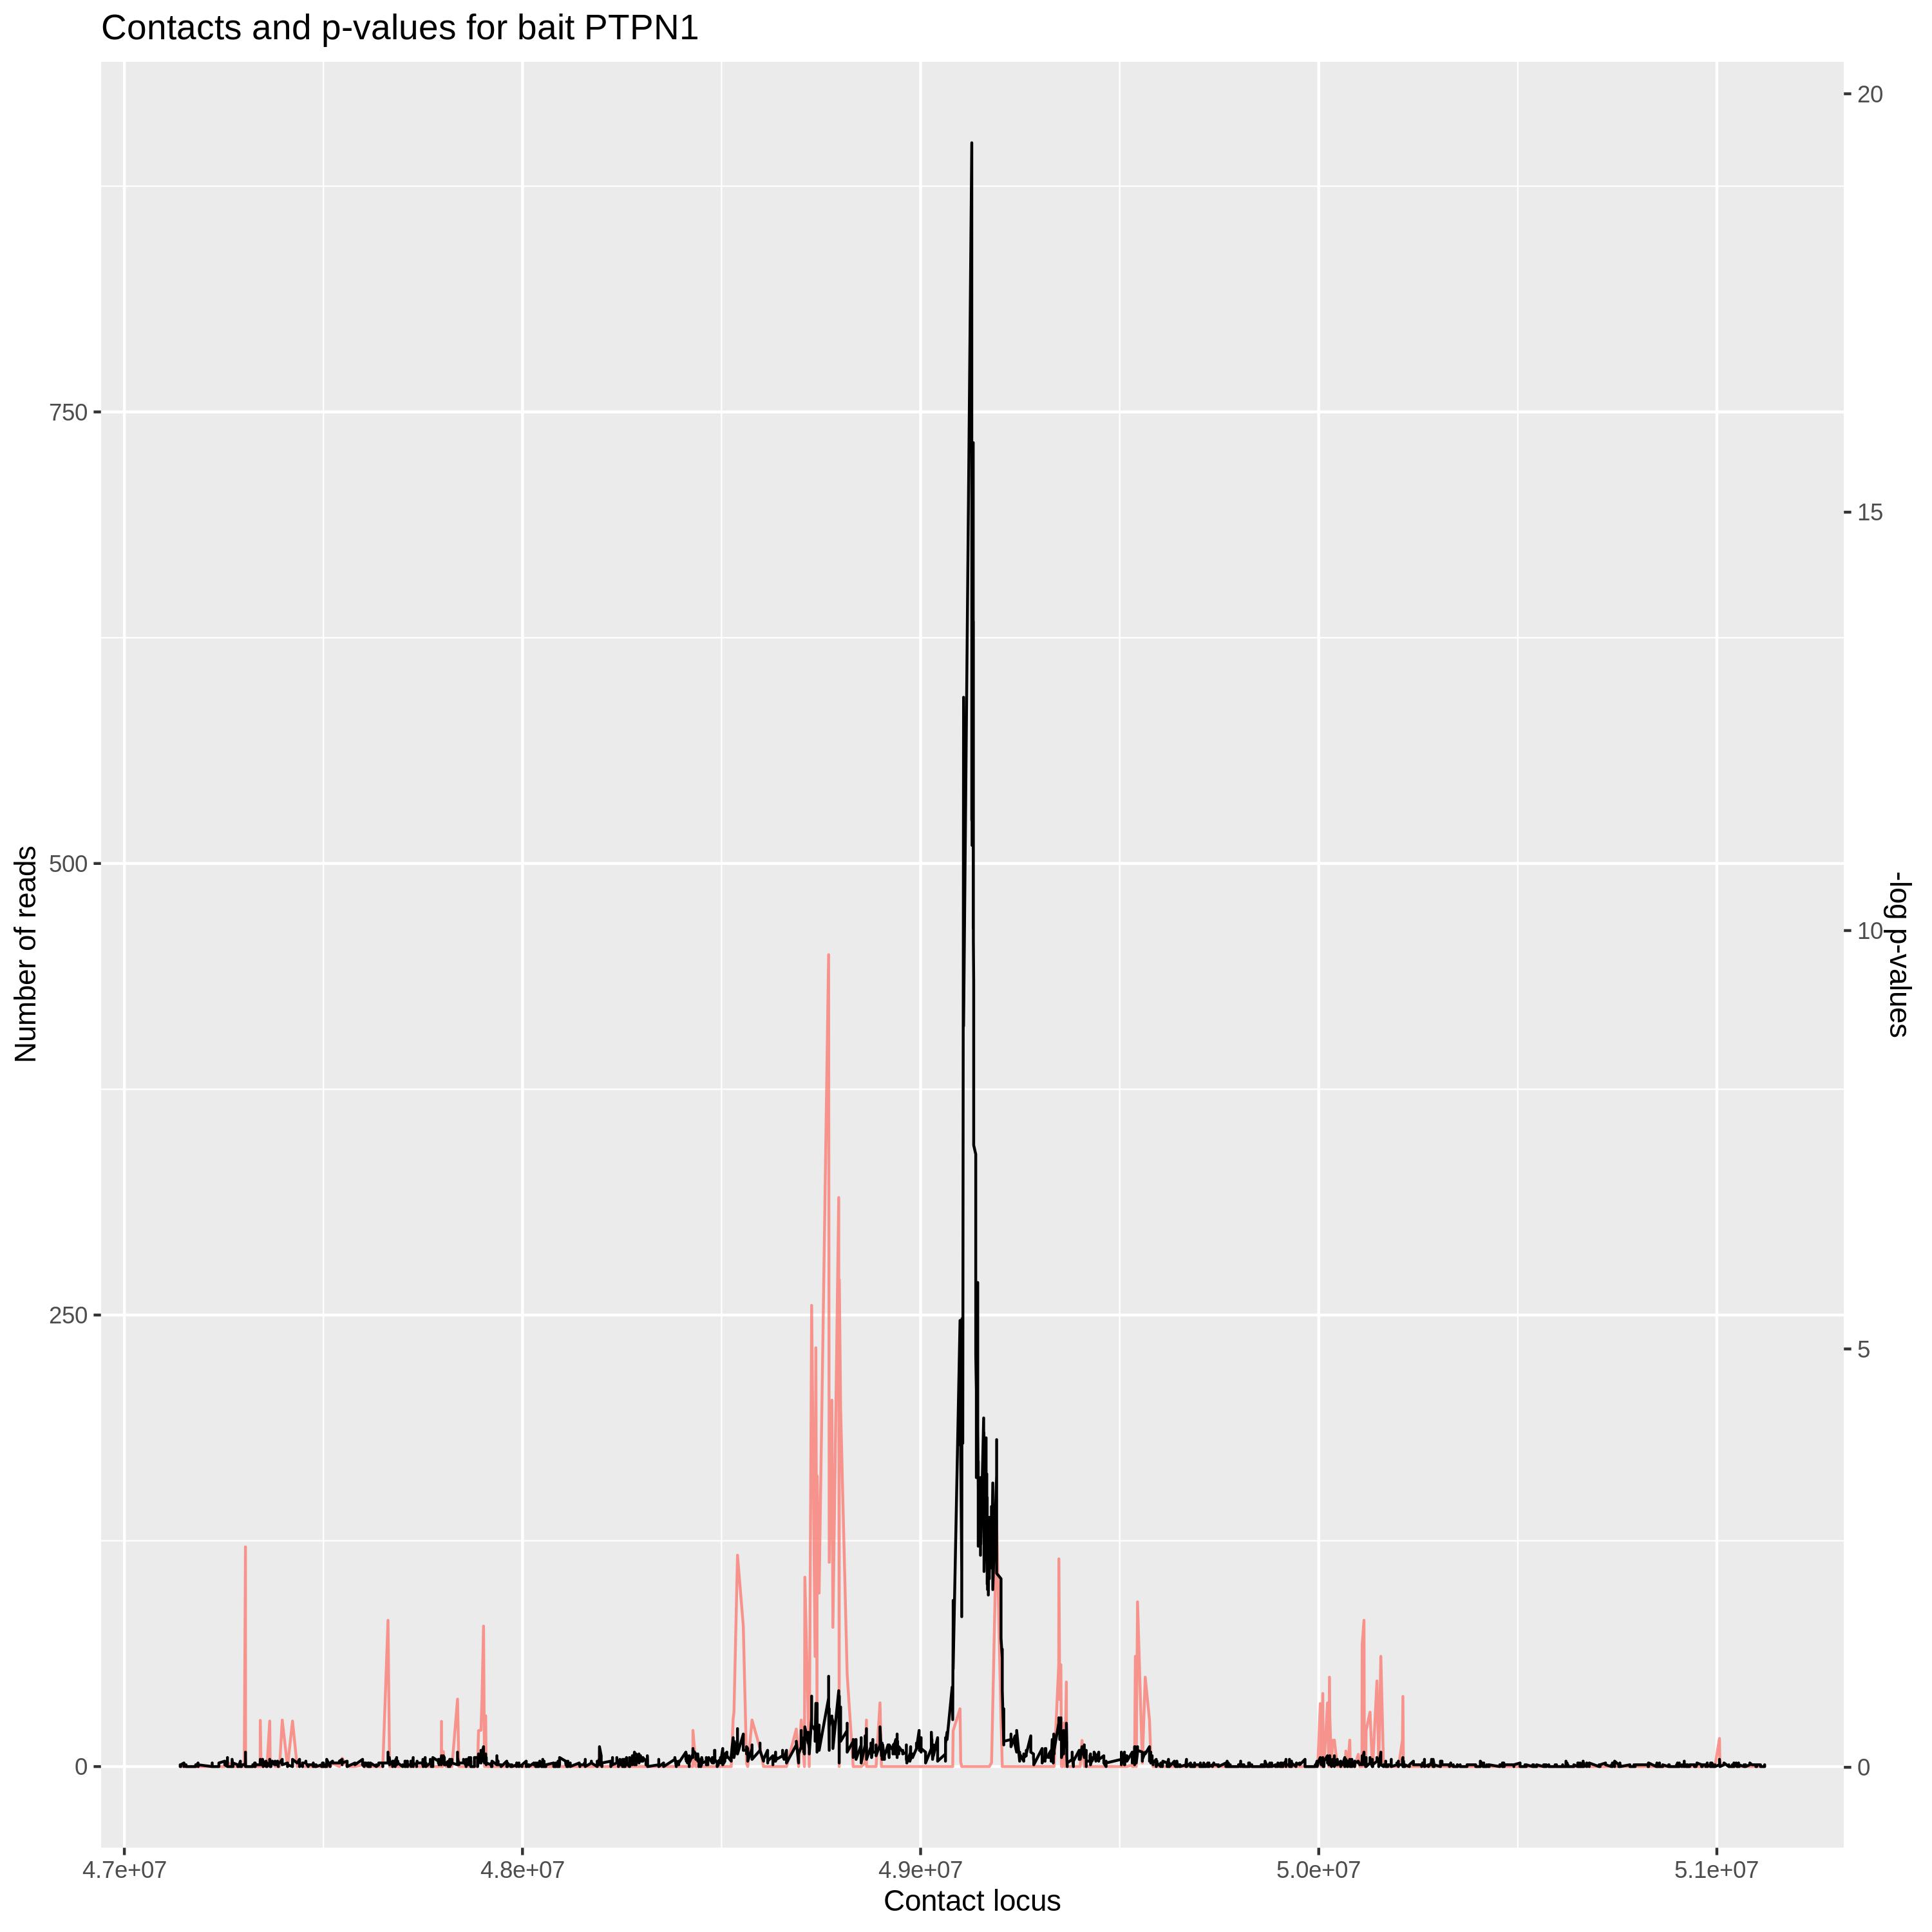 Contacts and p-values for bait PTPN1
20
750
15
500
Number of reads
10
-log p-values
250
5
0
0
4.7e+07
4.8e+07
4.9e+07
5.0e+07
5.1e+07
Contact locus